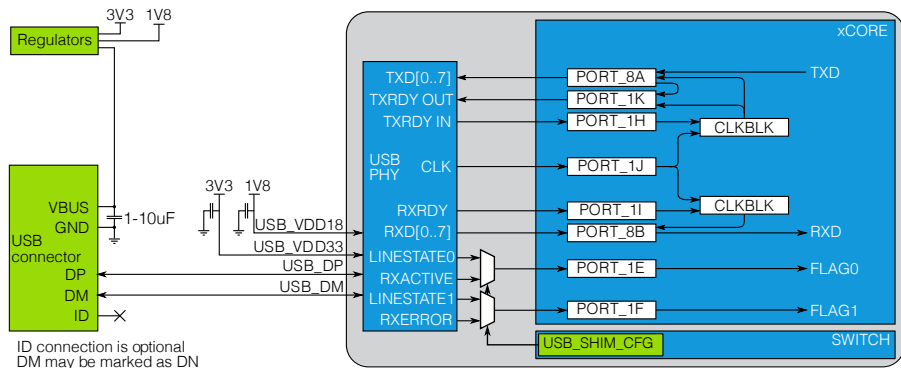 3V3
1V8
Regulators
xCORE
TXD[0..7]
PORT_8A
TXD
TXRDY OUT
PORT_1K
TXRDY IN
PORT_1H
CLKBLK
USB
PHY
CLK
PORT_1J
3V3
1V8
VBUS
1-10uF
GND
USB
connector
DP
DM
ID
USB_VDD18
USB_VDD33
USB_DP
USB_DM
RXRDY
PORT_1I
CLKBLK
RXD[0..7]
PORT_8B
RXD
LINESTATE0
RXACTIVE
PORT_1E
FLAG0
LINESTATE1
RXERROR
PORT_1F
FLAG1
USB_SHIM_CFG
SWITCH
ID connection is optional
DM may be marked as DN